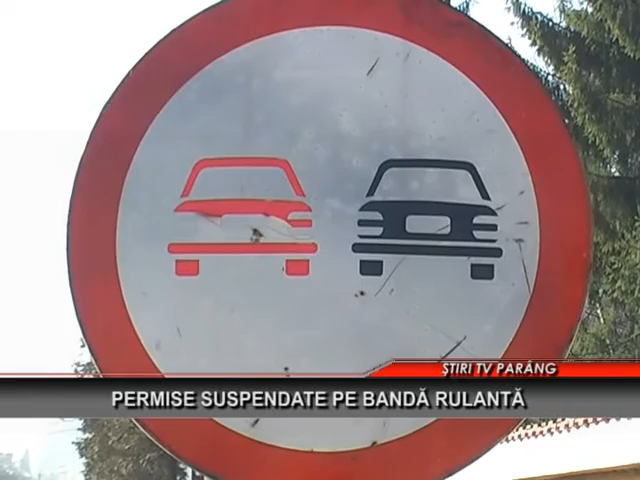 ŞTIRI TV PARÂNG
PERMISE SUSPENDATE PE BANDĂ RULANTĂ